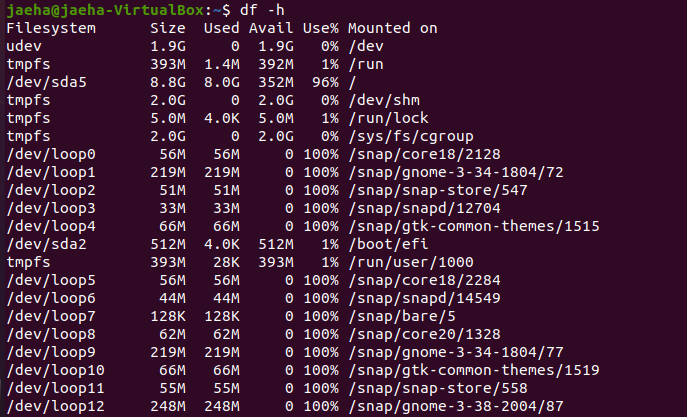 jaeha@jaeha-VirtualBox:~$ df -h
Filesystem Size Used Avail Use% Mounted on
udev 1.9G 0 1.9G 0% /dev
tmpfs 393M 1.4M 392M 1% /run
/dev/sda5 8.8G 8.0G 352M 96% /
tmpfs 2.0G 0 2.0G 0% /dev/shm
tmpfs 5.0M 4.0K 5.0M 1% /run/lock
tmpfs 2.0G 0 2.0G 0% /sys/fs/cgroup
/dev/loop0 56M 56M 0 100% /snap/core18/2128
/dev/loop1 219M 219M 0 100% /snap/gnome-3-34-1804/72
/dev/loop2 51M 51M 0 100% /snap/snap-store/547
/dev/loop3 33M 33M 0 100% /snap/snapd/12704
/dev/loop4 66M 66M 0 100% /snap/gtk-common-themes/1515
/dev/sda2 512M 4.0K 512M 1% /boot/efi
tmpfs 393M 28K 393M 1% /run/user/1000
/dev/loop5 56M 56M 0 100% /snap/core18/2284
/dev/loop6 44M 44M 0 100% /snap/snapd/14549
/dev/loop7 128K 128K 0 100% /snap/bare/5
/dev/loop8 62M 62M 0 100% /snap/core20/1328
/dev/loop9 219M 219M 0 100% /snap/gnome-3-34-1804/77
/dev/loop10 66M 66M 0 100% /snap/gtk-common-themes/1519
/dev/loop11 55M 55M 0 100% /snap/snap-store/558
/dev/loop12 248M 248M 0 100% /snap/gnome-3-38-2004/87